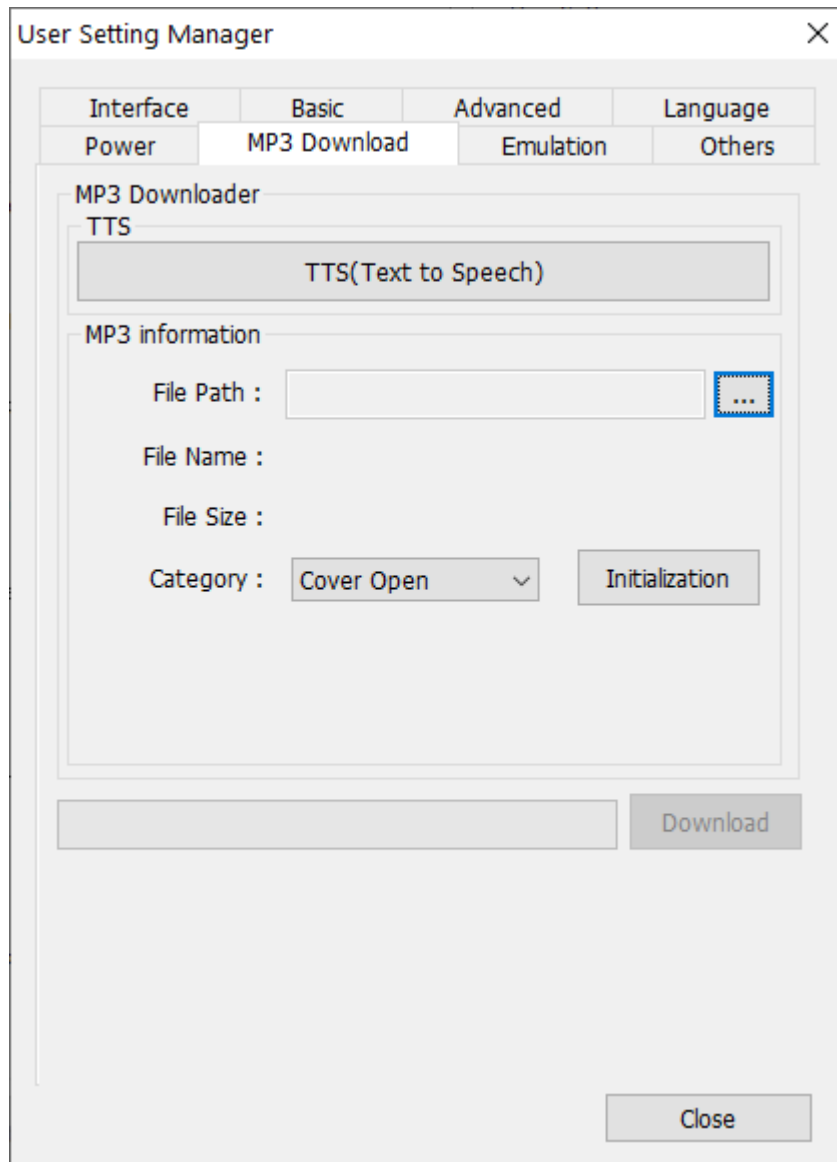 User Setting Manager
Interface Basic Advanced Language
Power MP3 Download Emulation Others
MP3 Downloader
TTS
TTS(Text to Speech)
MP3 information
File Path :
...
File Name :
File Size :
Category : Cover Open Initialization
Download
Close